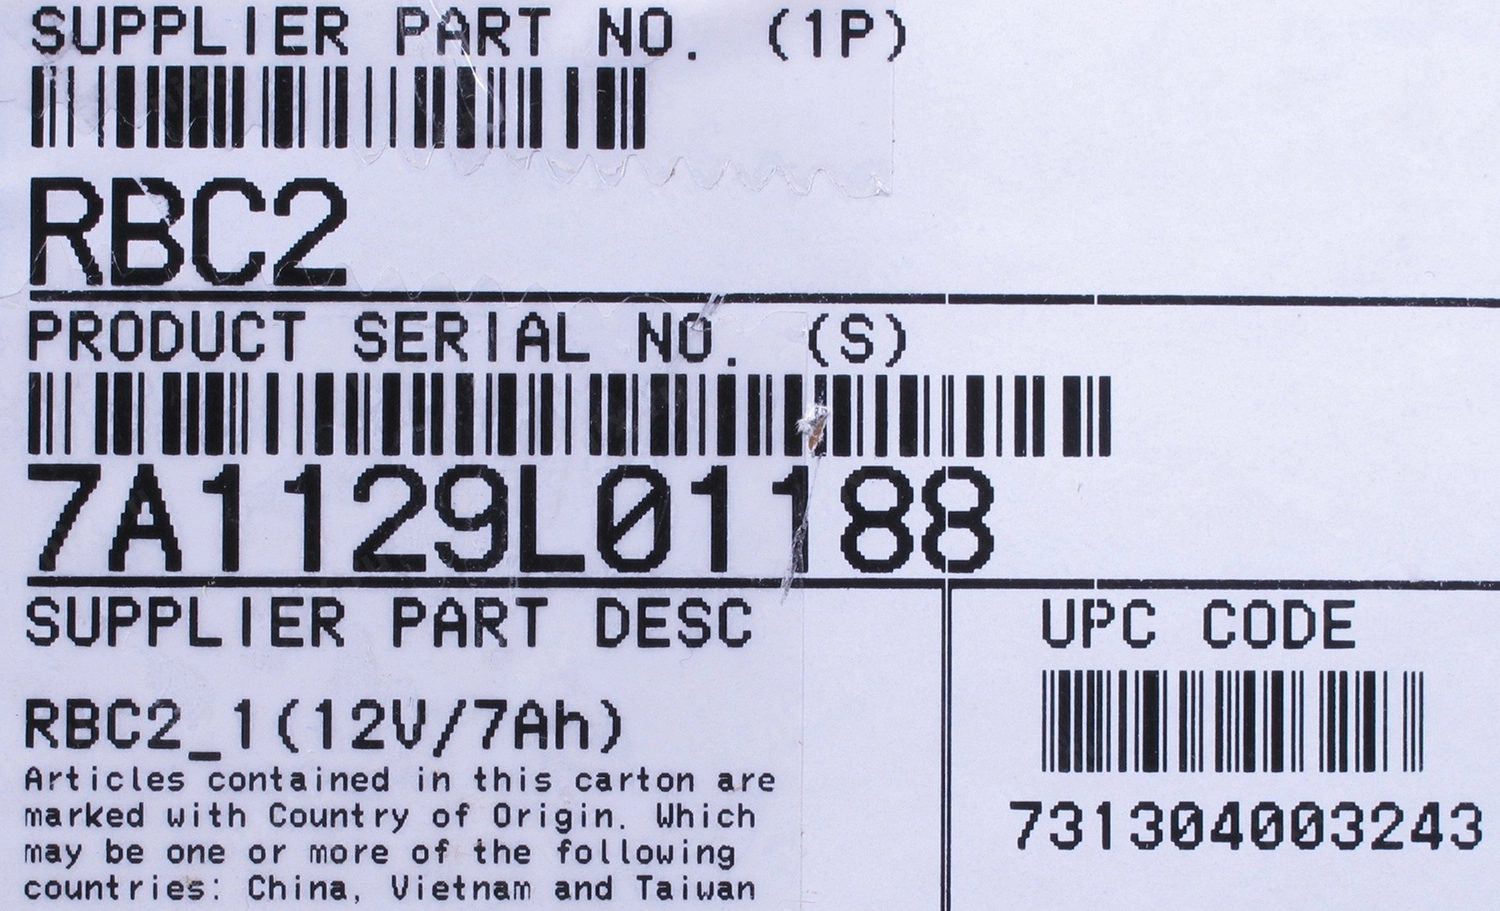 SUPPLIER PART NO. (1P)
RBC2
PRODUCT SERIAL NO. (S)
7A1129L01188
SUPPLIER PART DESC
UPC CODE
RBC2_1(12V/7Ah)
731304003243
Articles contained in this carton are
marked with Country of Origin. Which
may be one or more of the following
countries: China, Vietnam and Taiwan